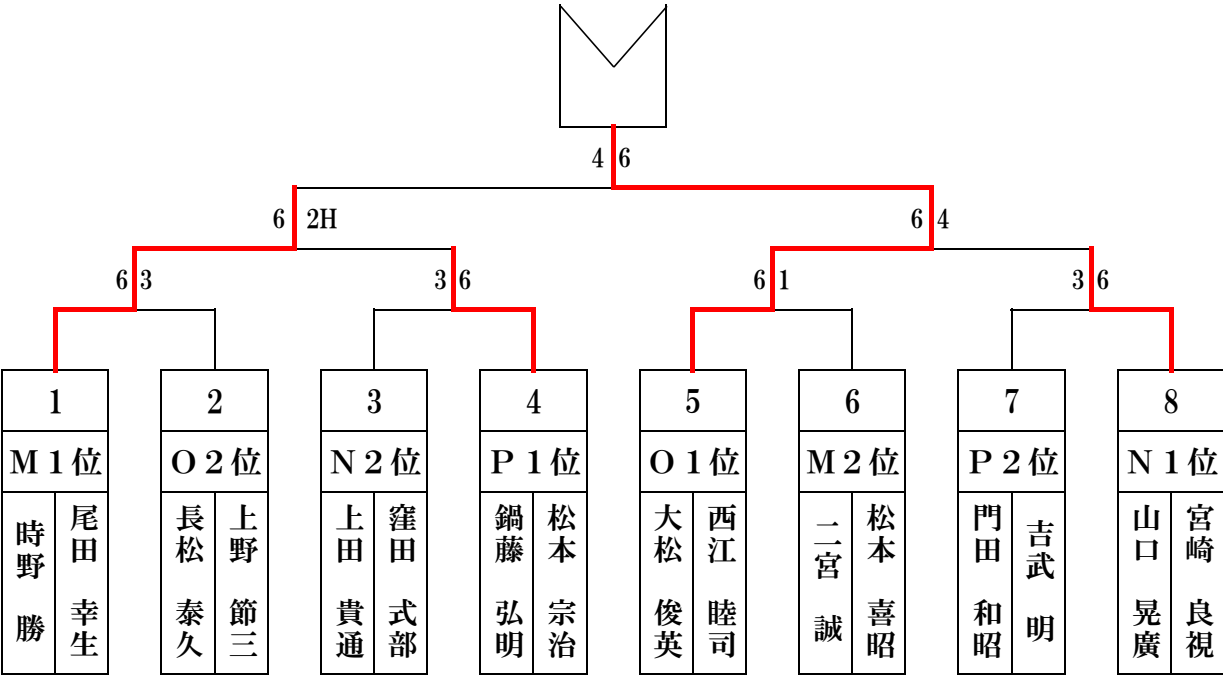 4 6
6 2H 6 4
6 3 3 6 6 1 3 6
1 2 3 4 5 6 7 8
M1位 O2位 N2位 P1位 O1位 M2位 P2位 N1位
時野 勝
尾田 幸生
長松 泰久
上野 節三
上田 貴通
窪田 式部
鍋藤 弘明
松本 宗治
大松 俊英
西江 睦司
二宮 誠
松本 喜昭
門田 和昭
吉武 明
山口 晃廣
宮崎 良視